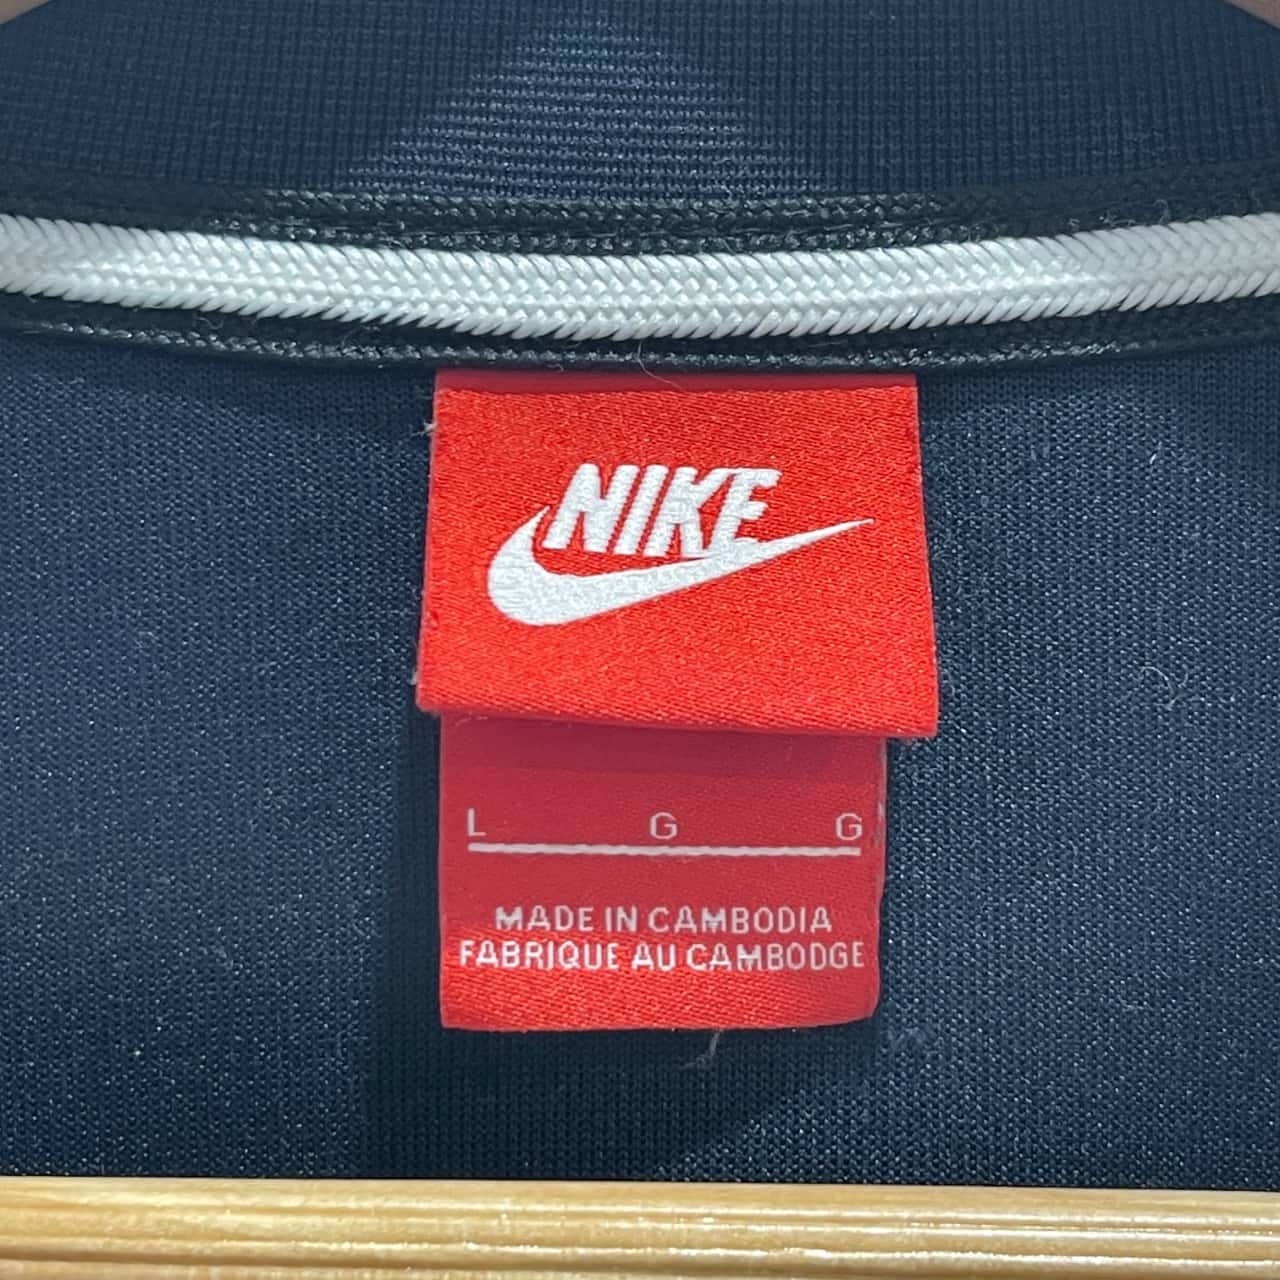 NIKE
L G G
MADE IN CAMBODIA
FABRIQUE AU CAMBODGE